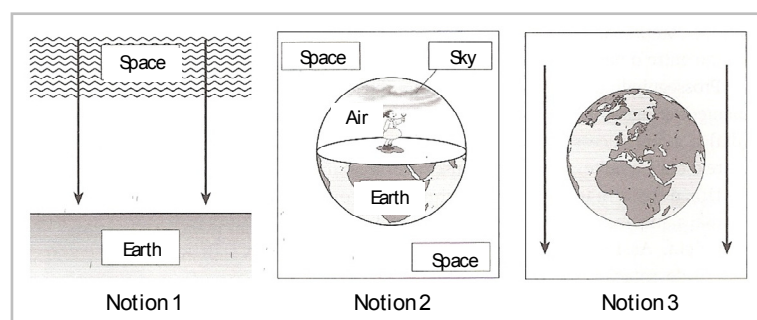 Space
Earth
Notion 1
Space
Sky
Air
Earth
Space
Notion 2
Notion 3